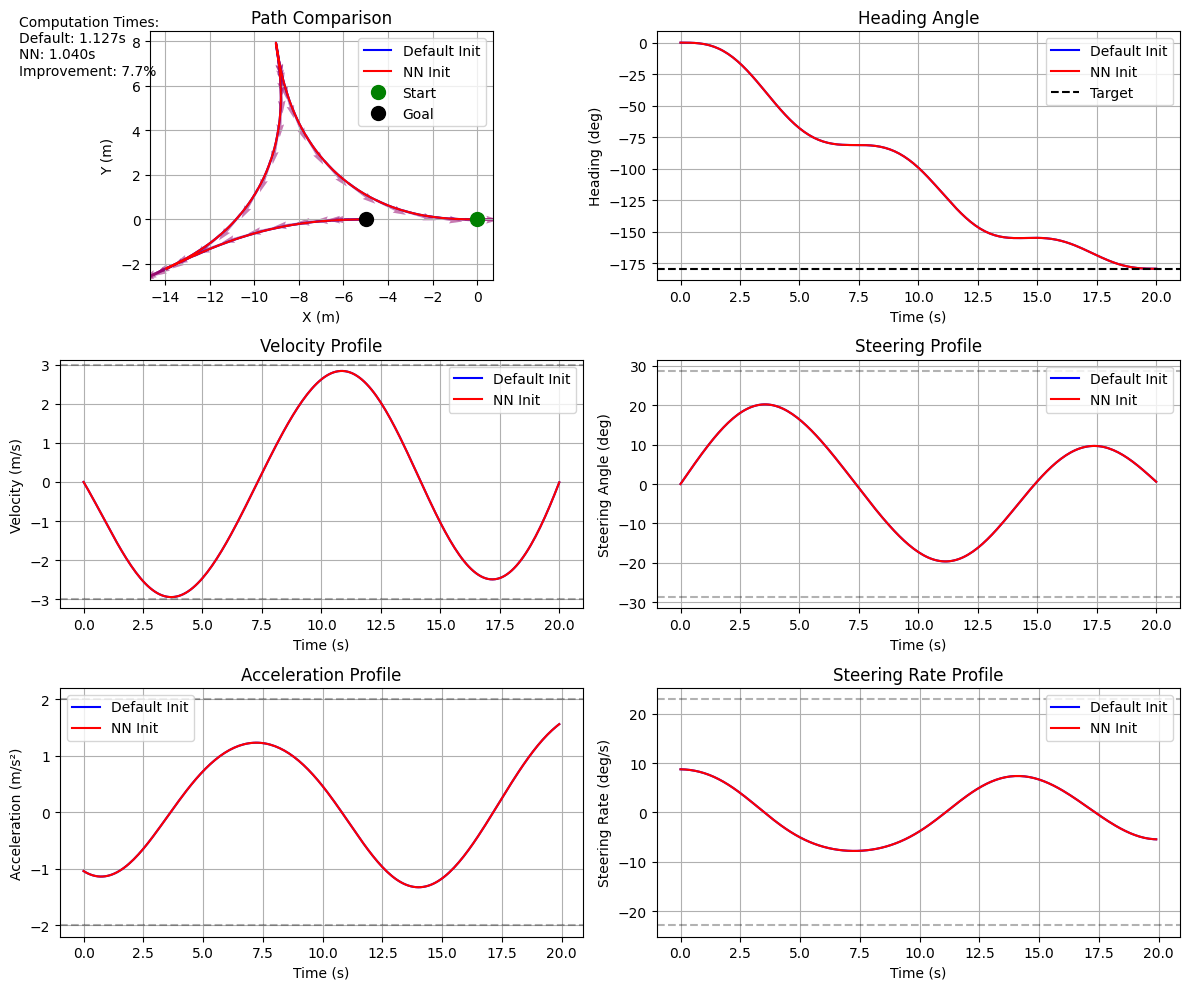 Computation Times:
Default: 1.127s
NN: 1.040s
Improvement: 7.7%
Path Comparison
Default Init
NN Init
Start
Goal
Y (m)
8
6
4
2
0
−2
−14 −12 −10 −8 −6 −4 −2 0
X (m)
Heading Angle
Default Init
NN Init
Target
Heading (deg)
0
−25
−50
−75
−100
−125
−150
−175
0.0 2.5 5.0 7.5 10.0 12.5 15.0 17.5 20.0
Time (s)
Velocity Profile
Default Init
NN Init
Velocity (m/s)
3
2
1
0
−1
−2
−3
0.0 2.5 5.0 7.5 10.0 12.5 15.0 17.5 20.0
Time (s)
Steering Profile
Default Init
NN Init
Steering Angle (deg)
30
20
10
0
−10
−20
−30
0.0 2.5 5.0 7.5 10.0 12.5 15.0 17.5 20.0
Time (s)
Acceleration Profile
Default Init
NN Init
Acceleration (m/s²)
2
1
0
−1
−2
0.0 2.5 5.0 7.5 10.0 12.5 15.0 17.5 20.0
Time (s)
Steering Rate Profile
Default Init
NN Init
Steering Rate (deg/s)
20
10
0
−10
−20
0.0 2.5 5.0 7.5 10.0 12.5 15.0 17.5 20.0
Time (s)